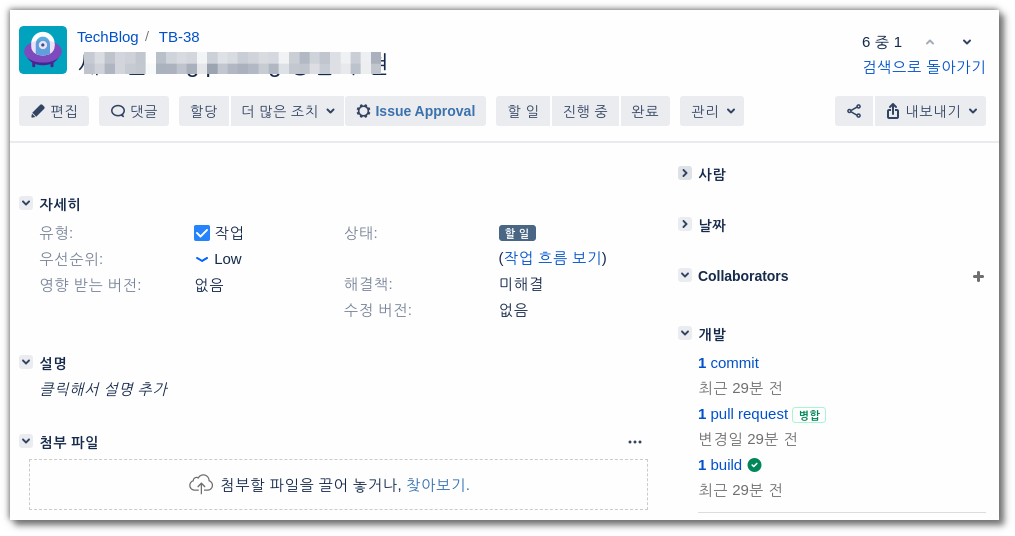 TechBlog / TB-38
6 중 1
검색으로 돌아가기
편집 댓글 할당 더 많은 조치 Issue Approval 할 일 진행 중 완료 관리 내보내기
자세히
유형: 작업
우선순위: Low
영향 받는 버전: 없음
상태: 할 일
(작업 흐름 보기)
해결책: 미해결
수정 버전: 없음
설명
클릭해서 설명 추가
첨부 파일
첨부할 파일을 끌어 놓거나, 찾아보기.
사람
날짜
Collaborators
개발
1 commit
최근 29분 전
1 pull request 병합
변경일 29분 전
1 build
최근 29분 전